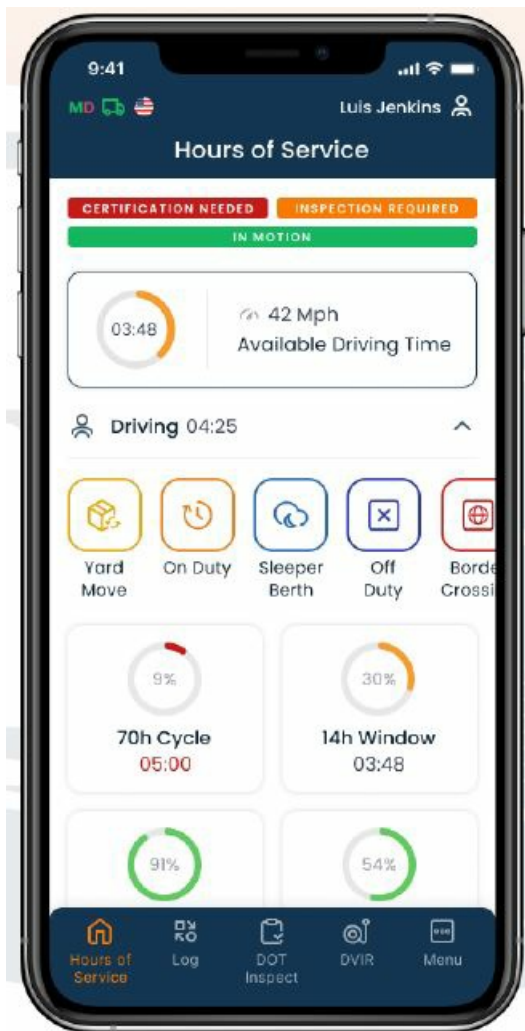 9:41
MD
Luis Jenkins
Hours of Service
CERTIFICATION NEEDED
INSPECTION REQUIRED
IN MOTION
03:48
42 Mph
Available Driving Time
Driving 04:25
Yard
Move
On Duty
Sleeper
Berth
Off
Duty
Borde
Crossi
9%
70h Cycle
05:00
30%
14h Window
03:48
91%
54%
Hours of
Service
Log
DOT
Inspect
DVIR
Menu